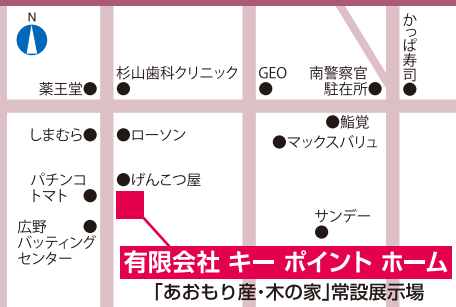 N
かっぱ寿司
杉山歯科クリニック
GEO
南警察官
駐在所
薬王堂
鮨覚
しまむら
ローソン
マックスバリュ
パチンコ
トマト
げんこつ屋
広野
バッティング
センター
サンデー
有限会社 キー ポイント ホーム
「あおもり産・木の家」常設展示場